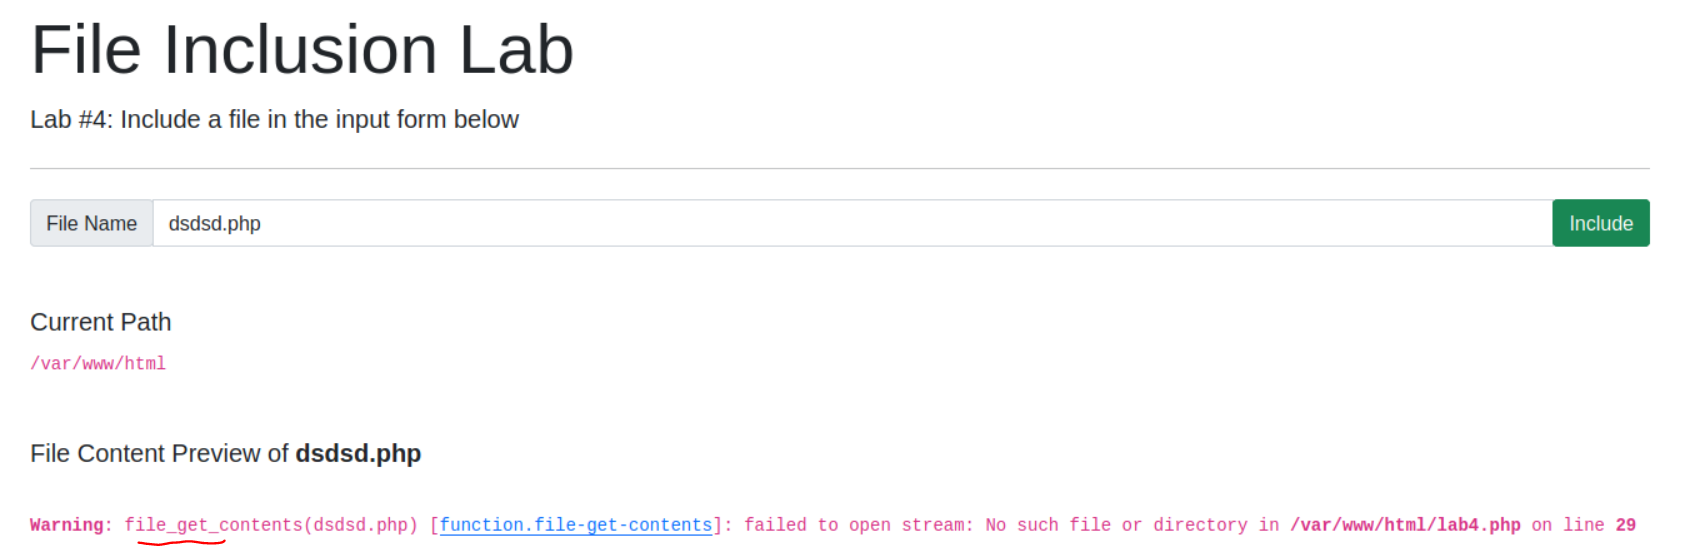 File Inclusion Lab
Lab #4: Include a file in the input form below
File Name dsdsd.php Include
Current Path
/var/www/html
File Content Preview of dsdsd.php
Warning: file_get_contents(dsdsd.php) [function.file-get-contents]: failed to open stream: No such file or directory in /var/www/html/lab4.php on line 29